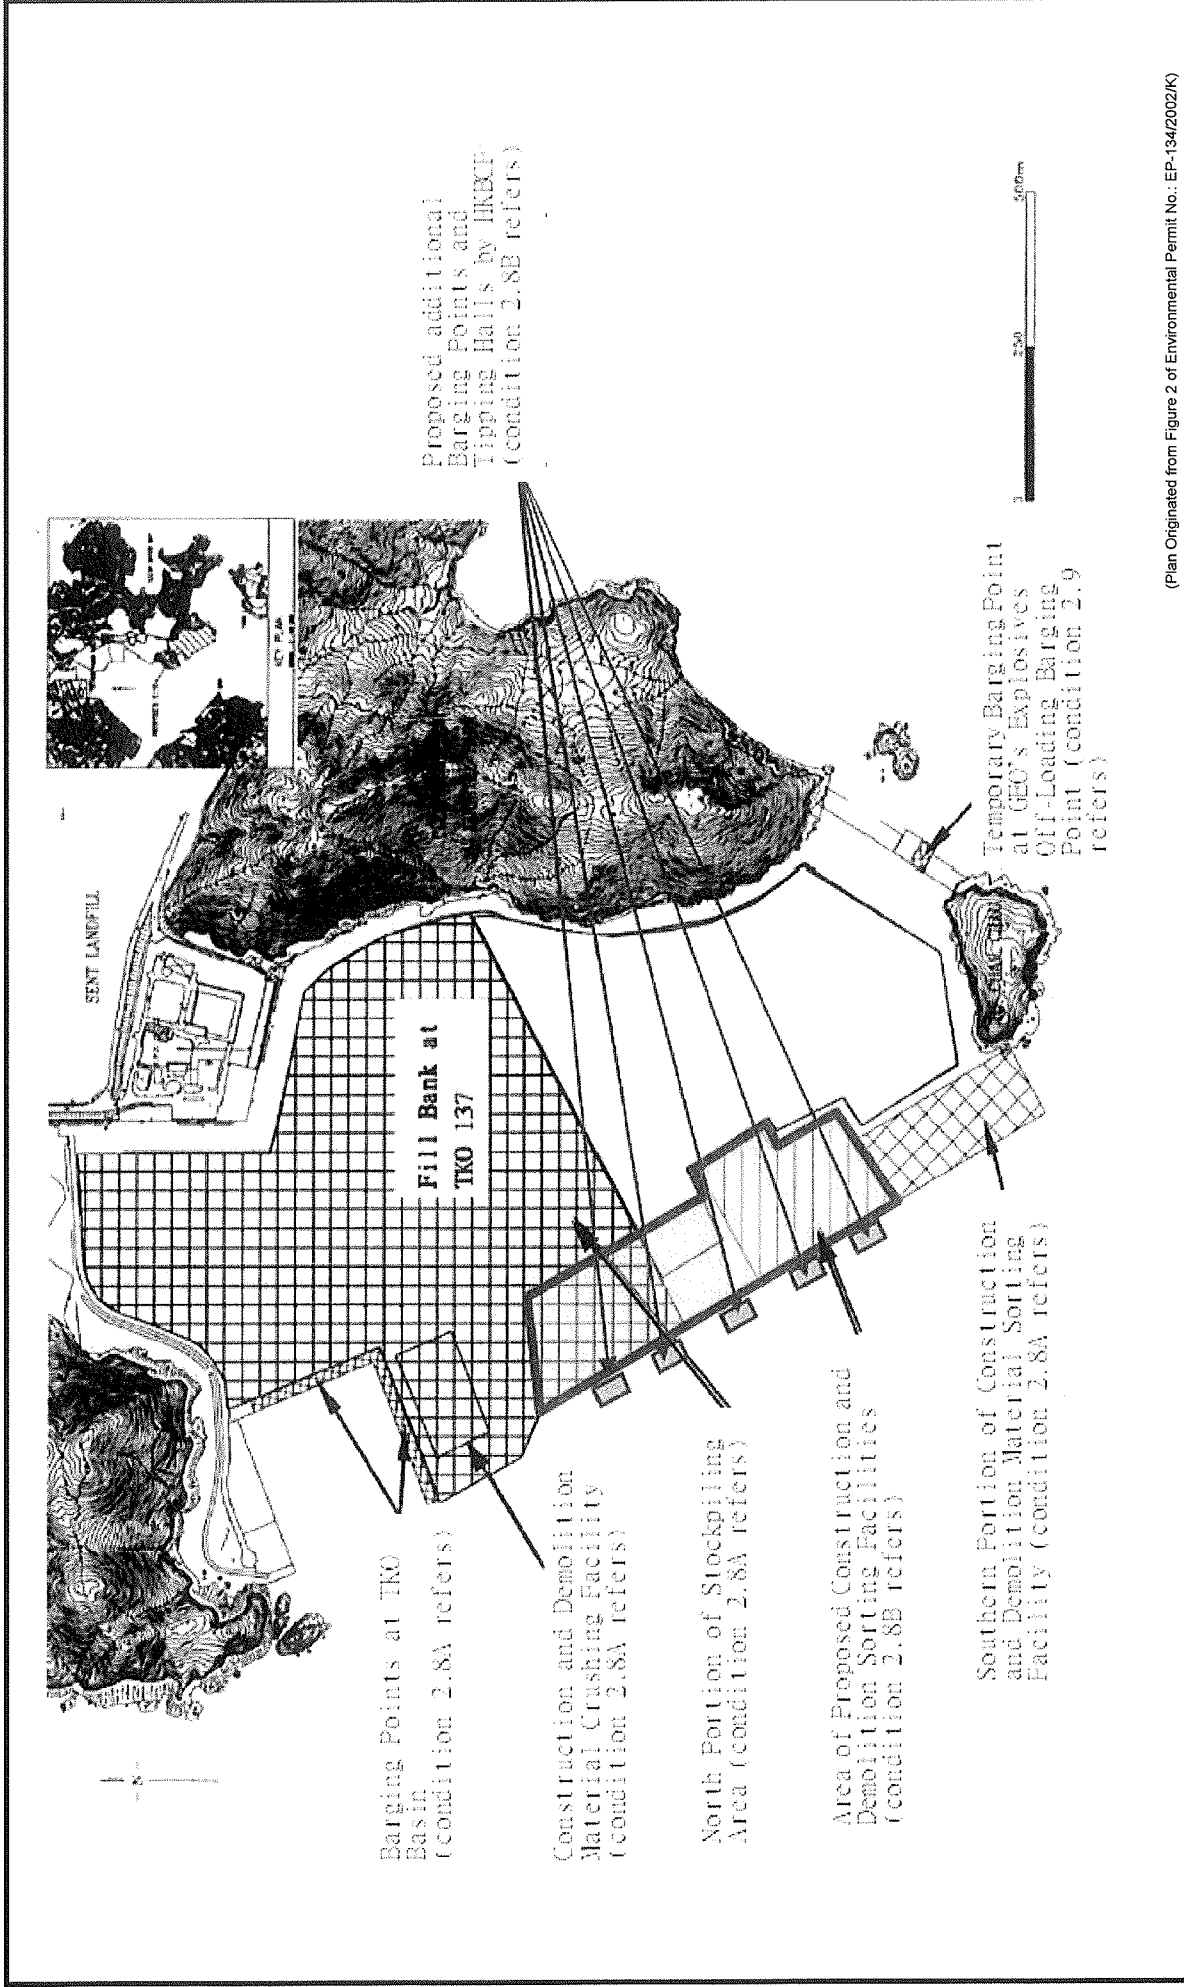 SENT LANDFILL
KEY PLAN
Proposed additional
Barging Points and
Tipping Halls by HKBCF
(condition 2.8B refers)
Fill Bank at
TKO 137
Barging Points at TKO
Basin
(condition 2.8A refers)
Construction and Demolition
Material Crushing Facility
(condition 2.8A refers)
North Portion of Stockpiling
Area (condition 2.8A refers)
Area of Proposed Construction and
Demolition Sorting Facilities
(condition 2.8B refers)
Southern Portion of Construction
and Demolition Material Sorting
Facility (condition 2.8A refers)
Temporary Barging Point
at GEO's Explosives
Off-Loading Barging
Point (condition 2.9
refers)
250
500m
(Plan Originated from Figure 2 of Environmental Permit No.: EP-134/2002/K)